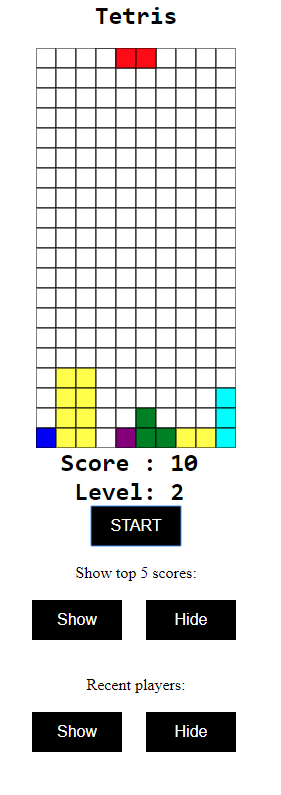 Tetris
Score : 10
Level: 2
START
Show top 5 scores:
Show Hide
Recent players:
Show Hide